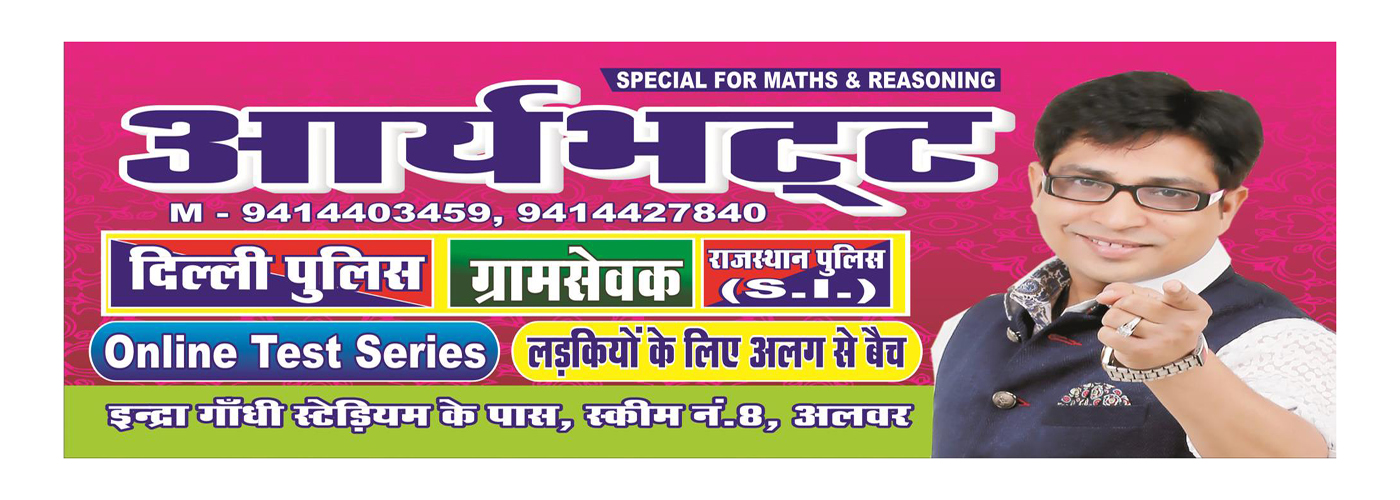 SPECIAL FOR MATHS & REASONING
आर्यभट्ट
M - 9414403459, 9414427840
दिल्ली पुलिस ग्रामसेवक राजस्थान पुलिस
(S.I.)
Online Test Series लड़कियों के लिए अलग से बैच
इन्द्रा गाँधी स्टेड़ियम के पास, स्कीम नं.8, अलवर